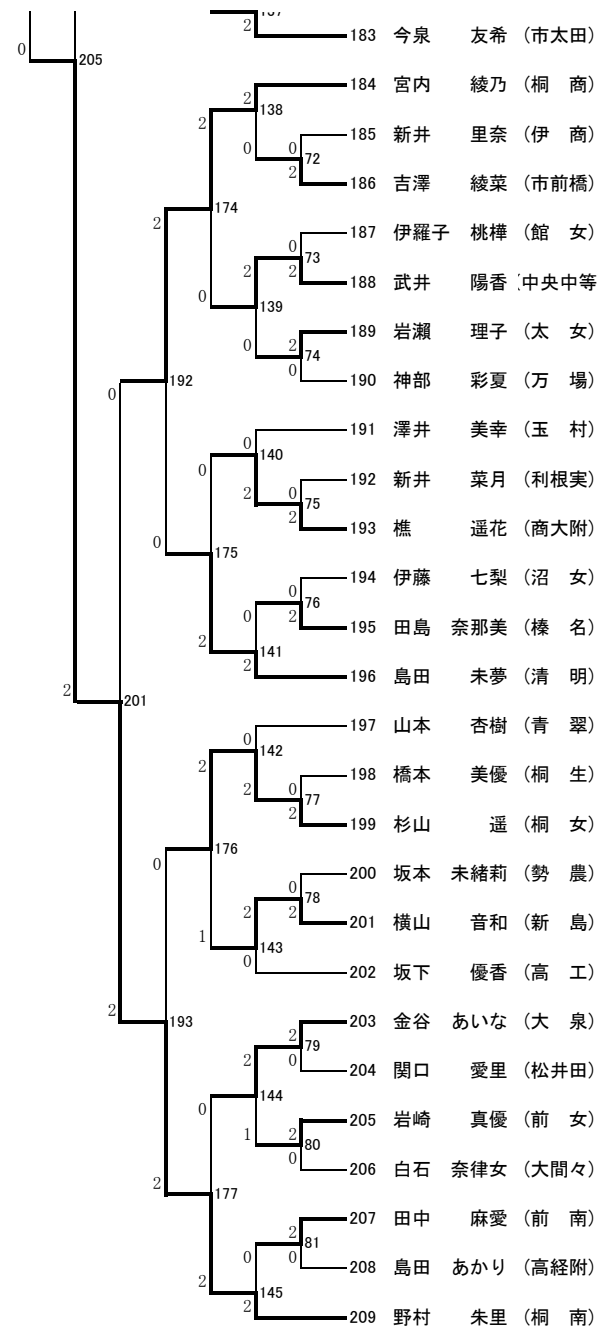 2
183 今泉 友希 (市太田)
0
205
184 宮内 綾乃 (桐 商)
2
138
2
185 新井 里奈 (伊 商)
0 0
72
2
186 吉澤 綾菜 (市前橋)
174
2
187 伊羅子 桃樺 (館 女)
0
73
2 2
188 武井 陽香 (中央中等
0
139
189 岩瀬 理子 (太 女)
0 2
74
0
190 神部 彩夏 (万 場)
192
0
191 澤井 美幸 (玉 村)
0
140
0
192 新井 菜月 (利根実)
2 0
75
2
193 樵 遥花 (商大附)
0
175
194 伊藤 七梨 (沼 女)
0
76
0 2
195 田島 奈那美 (榛 名)
2
141
2
196 島田 未夢 (清 明)
2
201
197 山本 杏樹 (青 翠)
0
142
2
198 橋本 美優 (桐 生)
2 0
77
2
199 杉山 遥 (桐 女)
176
0
200 坂本 未緒莉 (勢 農)
0
78
2 2
201 横山 音和 (新 島)
1
143
0
202 坂下 優香 (高 工)
2
193
203 金谷 あいな (大 泉)
2
79
2 0
204 関口 愛里 (松井田)
144
0
205 岩崎 真優 (前 女)
1 2
80
0
206 白石 奈律女 (大間々)
2
177
207 田中 麻愛 (前 南)
2
81
0 0
208 島田 あかり (高経附)
2
145
2
209 野村 朱里 (桐 南)